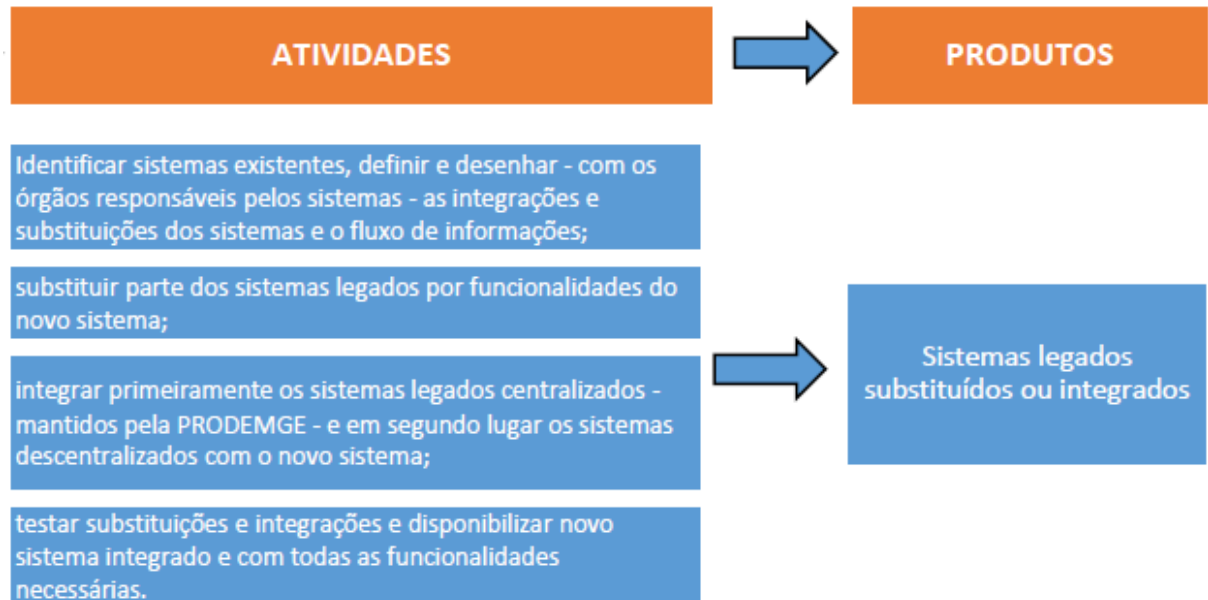 ATIVIDADES
PRODUTOS
Identificar sistemas existentes, definir e desenhar - com os
órgãos responsáveis pelos sistemas - as integrações e
substituições dos sistemas e o fluxo de informações;
substituir parte dos sistemas legados por funcionalidades do
novo sistema;
integrar primeiramente os sistemas legados centralizados -
mantidos pela PRODEMGE - e em segundo lugar os sistemas
descentralizados com o novo sistema;
testar substituições e integrações e disponibilizar novo
sistema integrado e com todas as funcionalidades
necessárias.
Sistemas legados
substituídos ou integrados